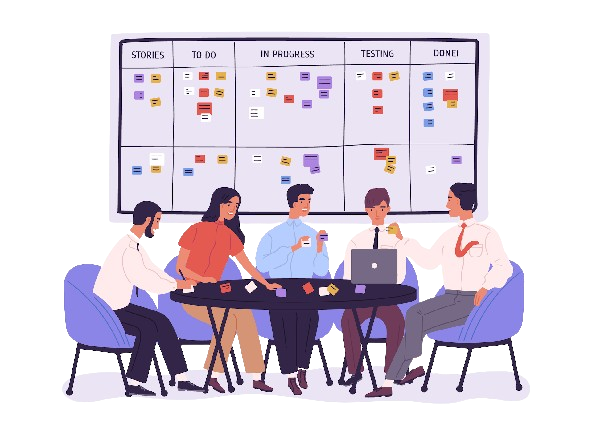 STORIES
TO DO
IN PROGRESS
TESTING
DONE!